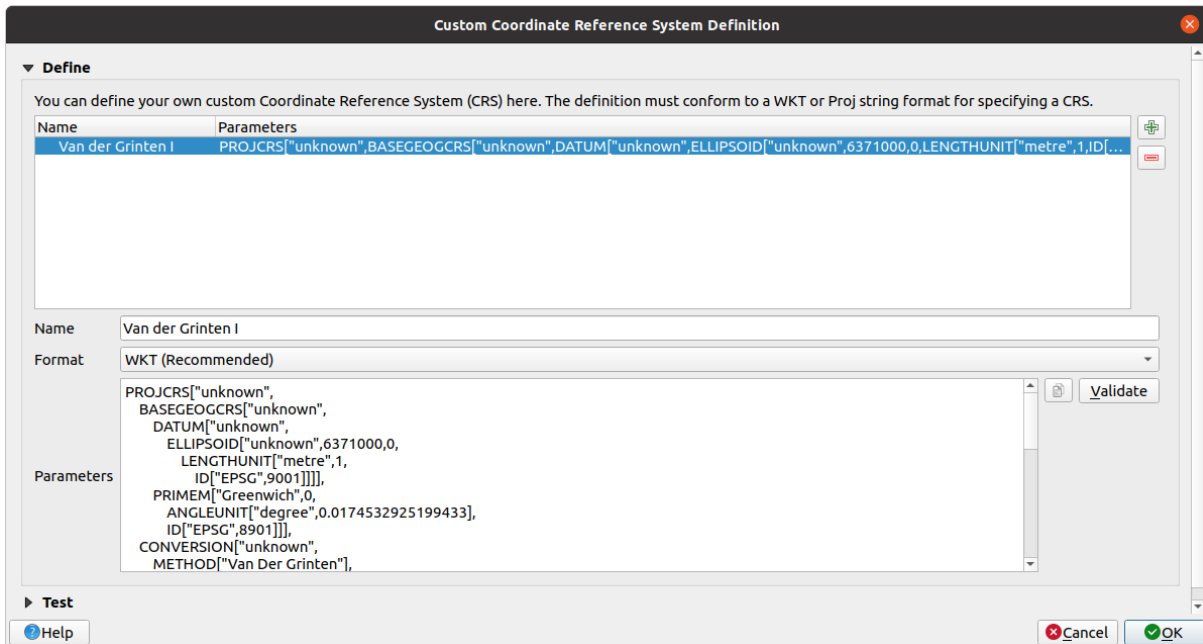 Custom Coordinate Reference System Definition
Define
You can define your own custom Coordinate Reference System (CRS) here. The definition must conform to a WKT or Proj string format for specifying a CRS.
Name Parameters
Van der Grinten I PROJCRS["unknown",BASEGEOGCRS["unknown",DATUM["unknown",ELLIPSOID["unknown",6371000,0,LENGTHUNIT["metre",1,ID[...
Name Van der Grinten I
Format WKT (Recommended)
PROJCRS["unknown",
BASEGEOGCRS["unknown",
DATUM["unknown",
ELLIPSOID["unknown",6371000,0,
LENGTHUNIT["metre",1,
ID["EPSG",9001]]]],
PRIMEM["Greenwich",0,
ANGLEUNIT["degree",0.0174532925199433],
ID["EPSG",8901]]],
CONVERSION["unknown",
METHOD["Van Der Grinten"],
Validate
Parameters
Test
Help Cancel OK